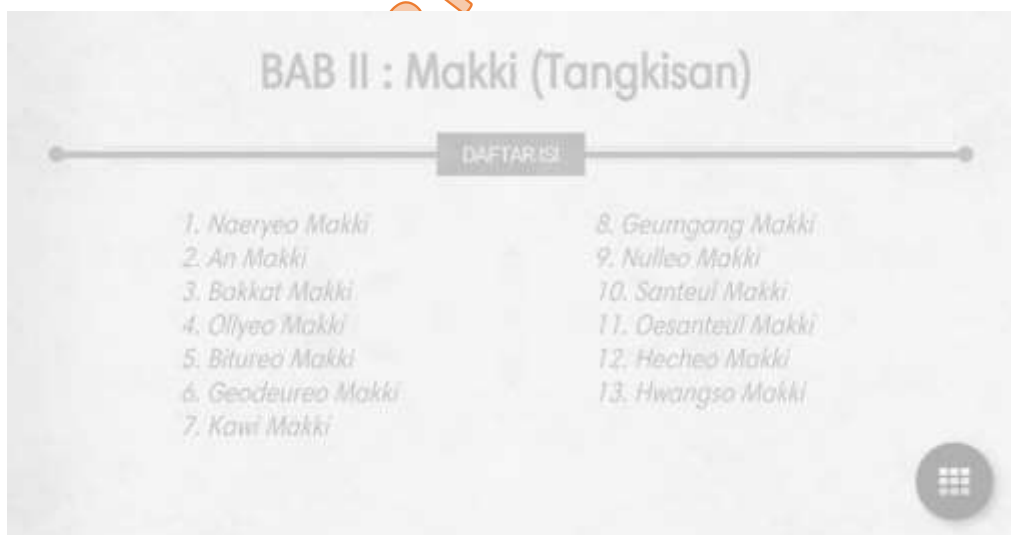 BAB II : Makki (Tangkisan)
DAFTAR ISI
1. Naeryeo Makki
2. An Makki
3. Bakkat Makki
4. Ollyeo Makki
5. Bitureo Makki
6. Geodeureo Makki
7. Kawi Makki
8. Geumgang Makki
9. Nulleo Makki
10. Santeul Makki
11. Oesanteul Makki
12. Hecheo Makki
13. Hwangso Makki